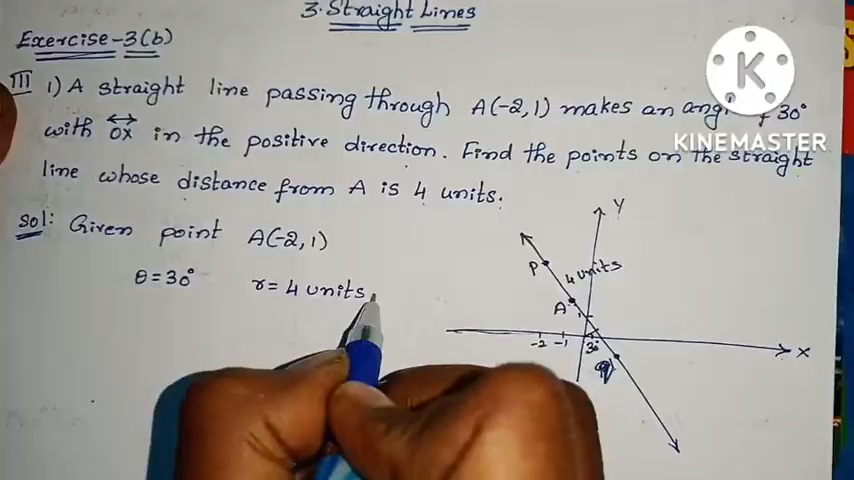 3. Straight Lines
Exercise-3(b)
III 1) A straight line passing through A(-2,1) makes an 30°
with OX in the positive direction. Find the points on the straight
line whose distance from A is 4 units.
Sol: Given point A(-2,1)
θ=30° r= 4 units
K
KINEMASTER
Y
P
4 units
A
1
-2 -1 30° X